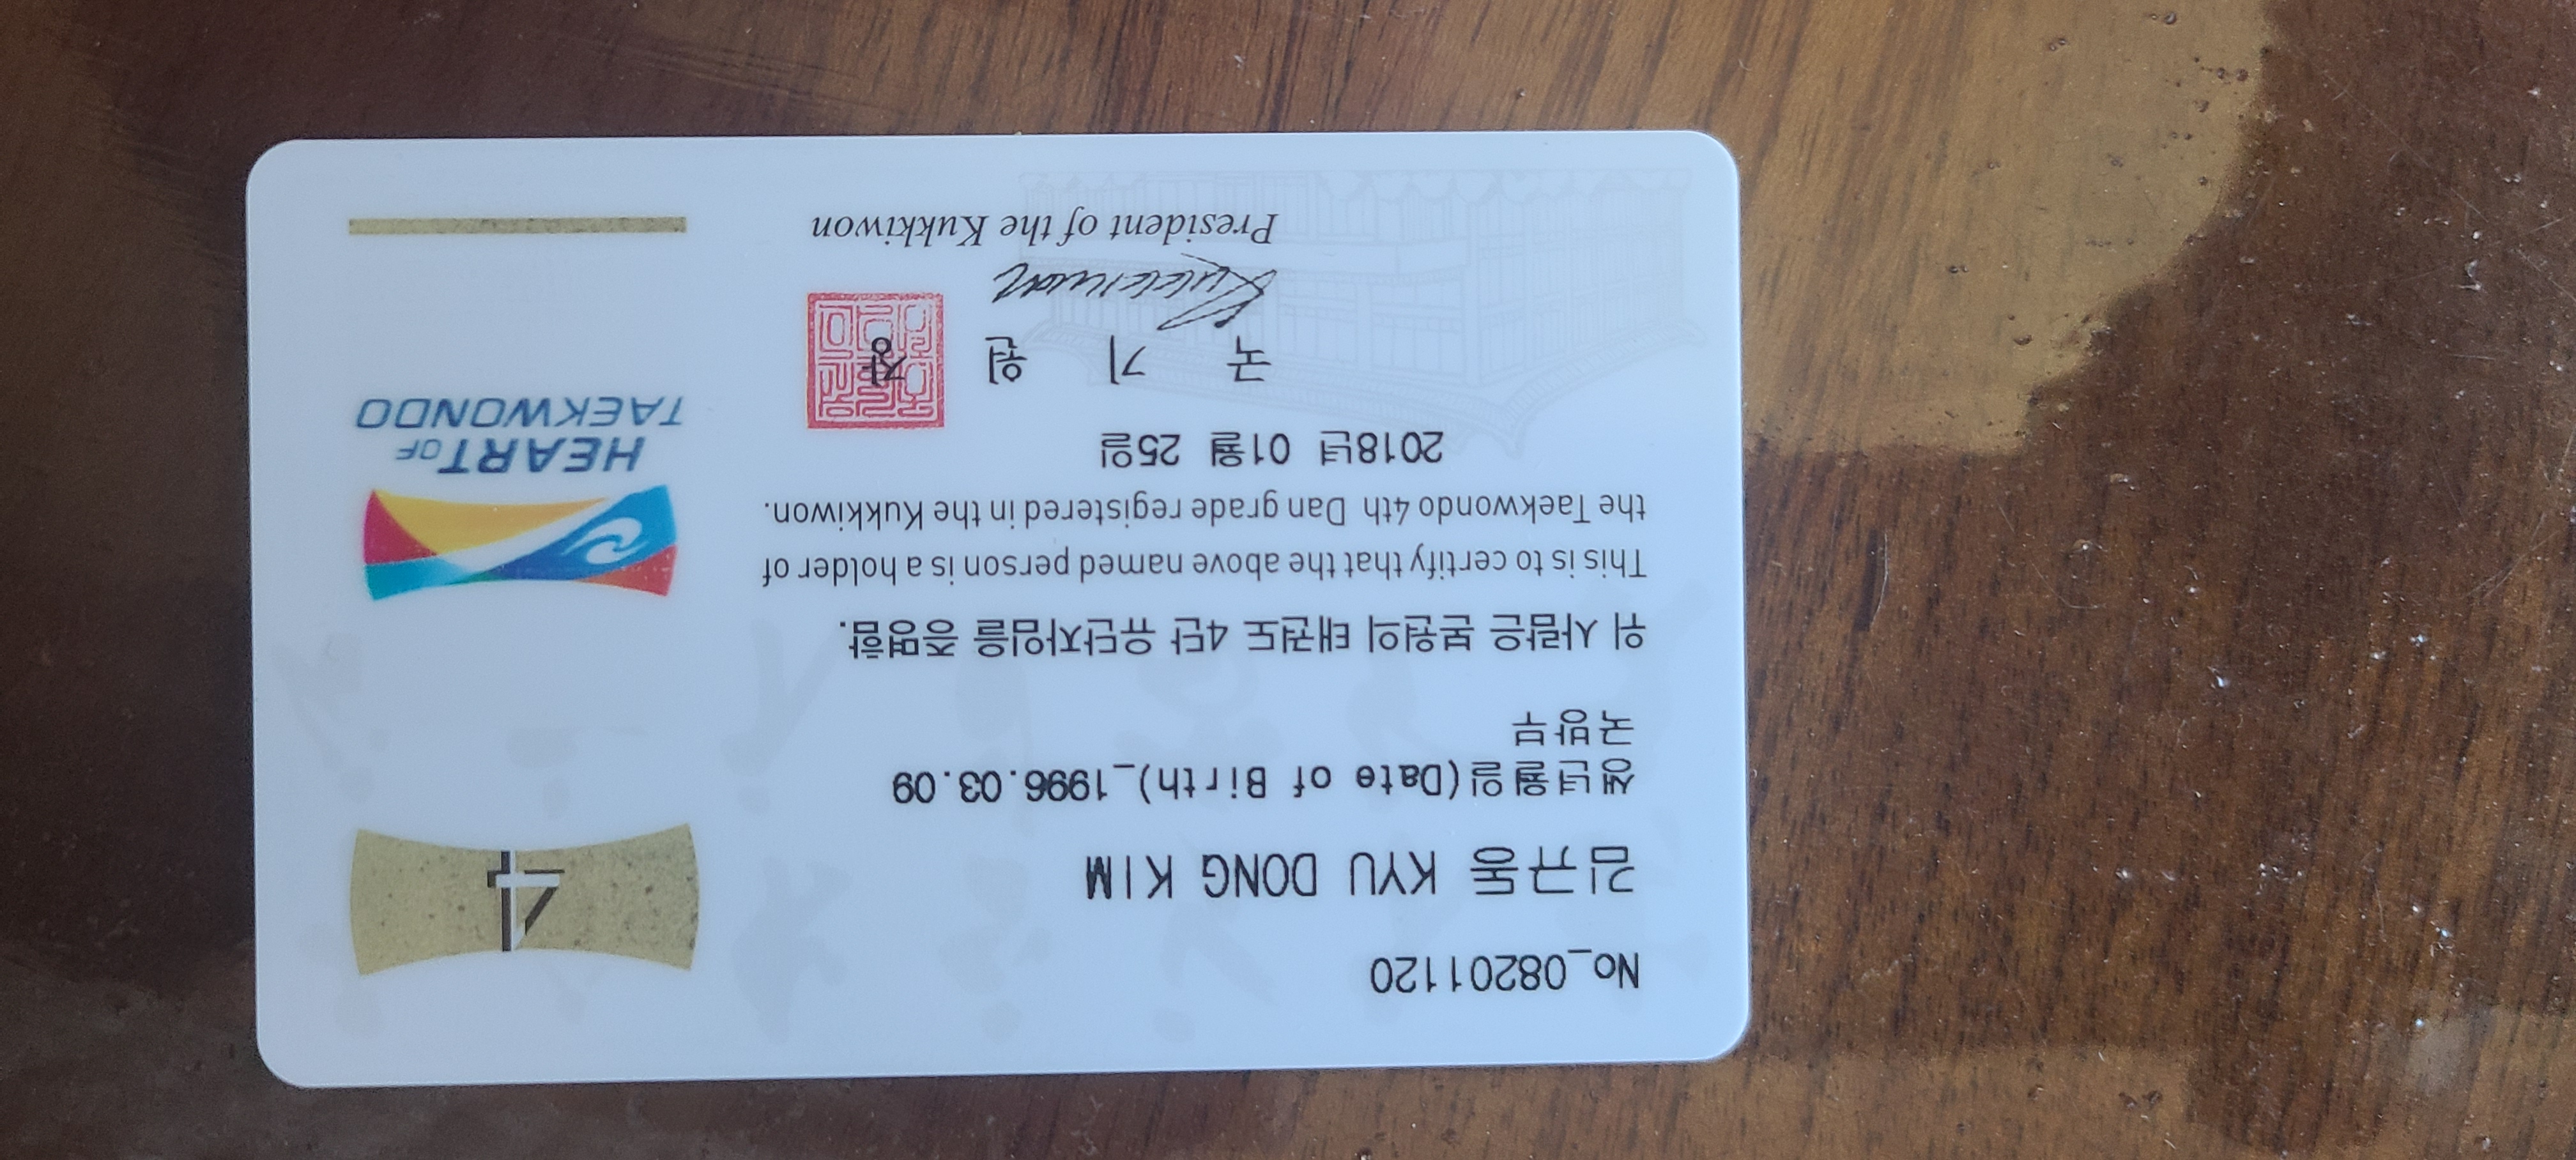 No_08201120
김규동 KYU DONG KIM
생년월일(Date of Birth)_1996.03.09
국방부
위 사람은 본원의 태권도 4단 유단자임을 증명함.
This is to certify that the above named person is a holder of
the Taekwondo 4th Dan grade registered in the Kukkiwon.
2018년 01월 25일
국 기 원 장
President of the Kukkiwon
4
HEART OF
TAEKWONDO